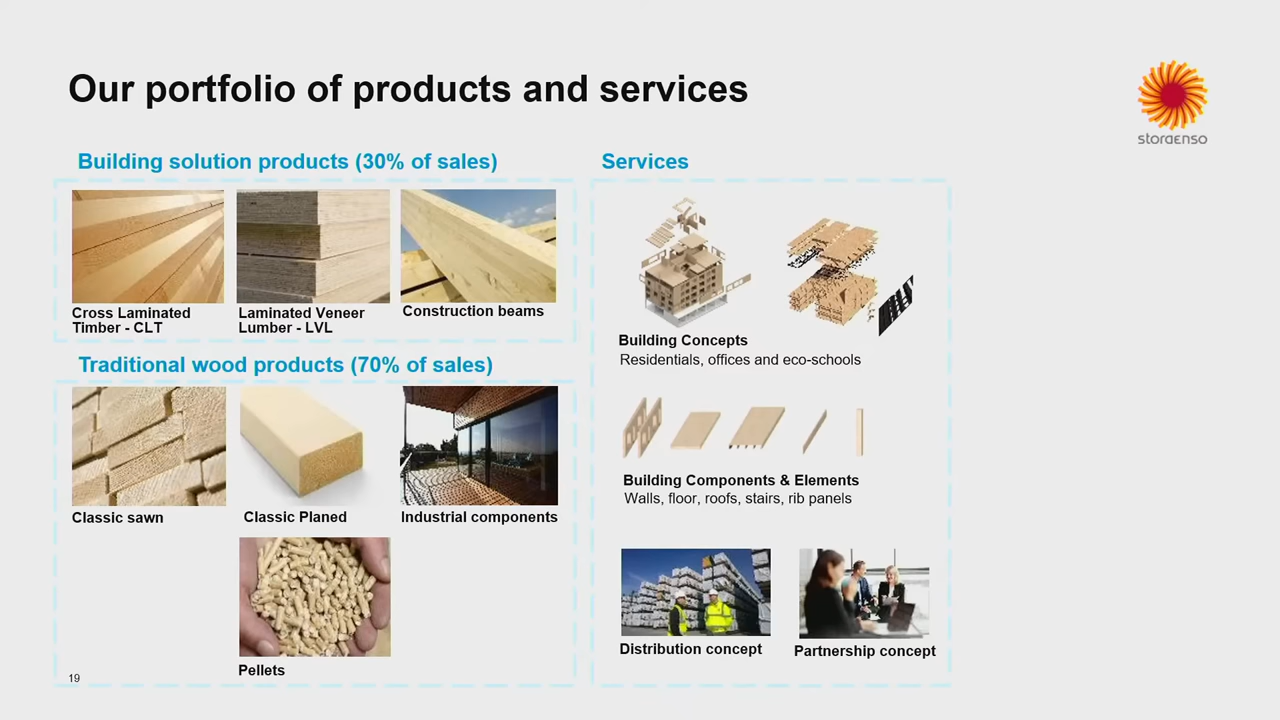 Our portfolio of products and services
storaenso
Building solution products (30% of sales)
Cross Laminated
Timber - CLT
Laminated Veneer
Lumber - LVL
Construction beams
Traditional wood products (70% of sales)
Classic sawn
Classic Planed
Industrial components
Pellets
Services
Building Concepts
Residentials, offices and eco-schools
Building Components & Elements
Walls, floor, roofs, stairs, rib panels
Distribution concept
Partnership concept
19